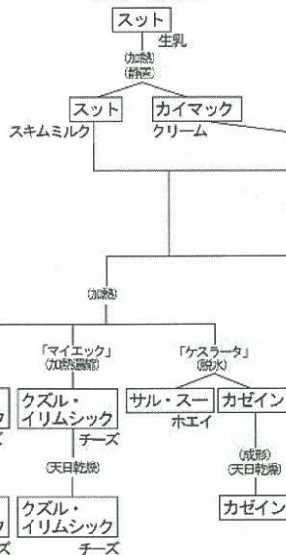 スット
生乳
(加熱)
(静置)
スット
カイマック
スキムミルク
クリーム
(加熱)
「マイエック」
(加熱濃縮)
「ケスラータ」
(脱水)
クズル・
イリムシック
チーズ
サル・スー
カゼイン
ホエイ
(天日乾燥)
(成形)
(天日乾燥)
クズル・
イリムシック
チーズ
カゼイン